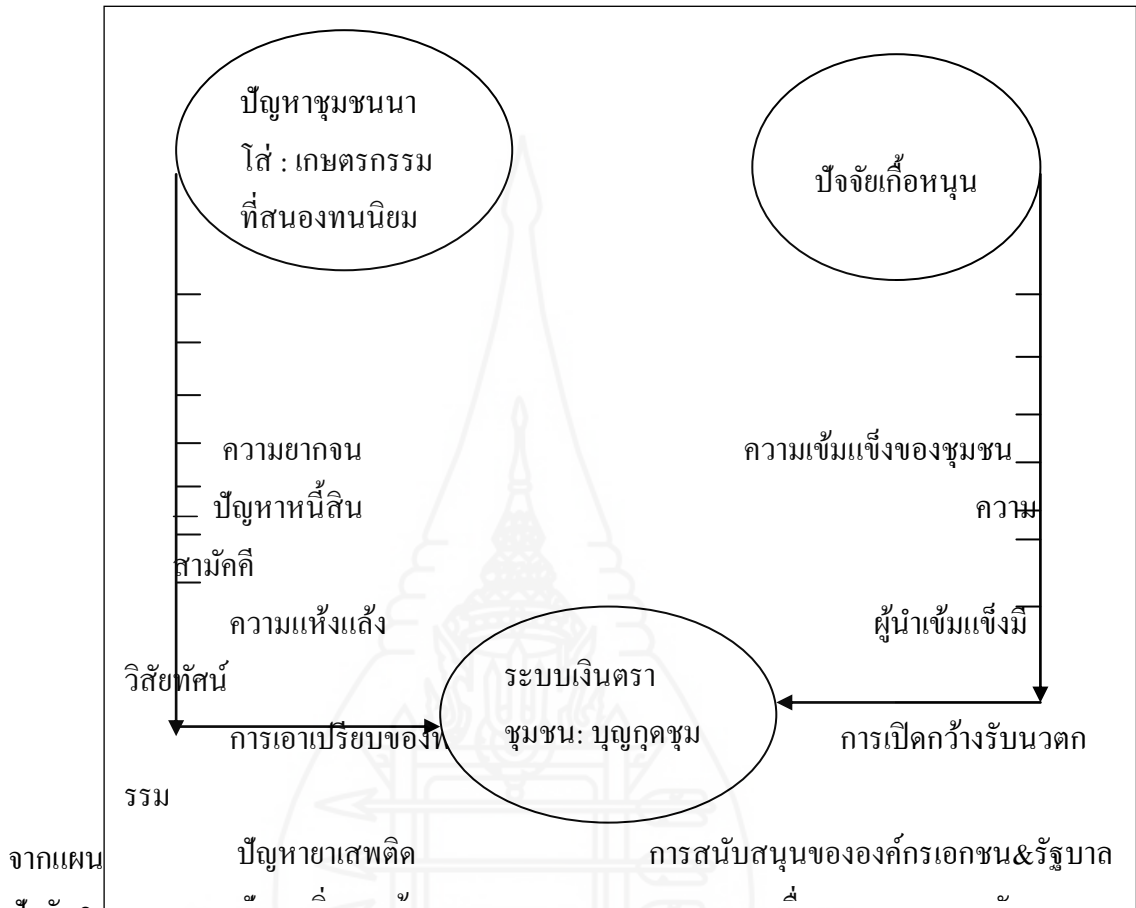 ปัญหาชุมชนนา
โส่ : เกษตรกรรม
ที่สนองทุนนิยม
ปัจจัยเกื้อหนุน
ความยากจน ความเข้มแข็งของชุมชน
ปัญหาหนี้สิน ความ
สามัคคี
ความแห้งแล้ง ผู้นำเข้มแข็งมี
วิสัยทัศน์
ระบบเงินตรา
ชุมชน: บุญกุดชุม
การเอาเปรียบของ การเปิดกว้างรับนวตก
รรม
จากแผน ปัญหายาเสพติด การสนับสนุนขององค์กรเอกชน&รัฐบาล